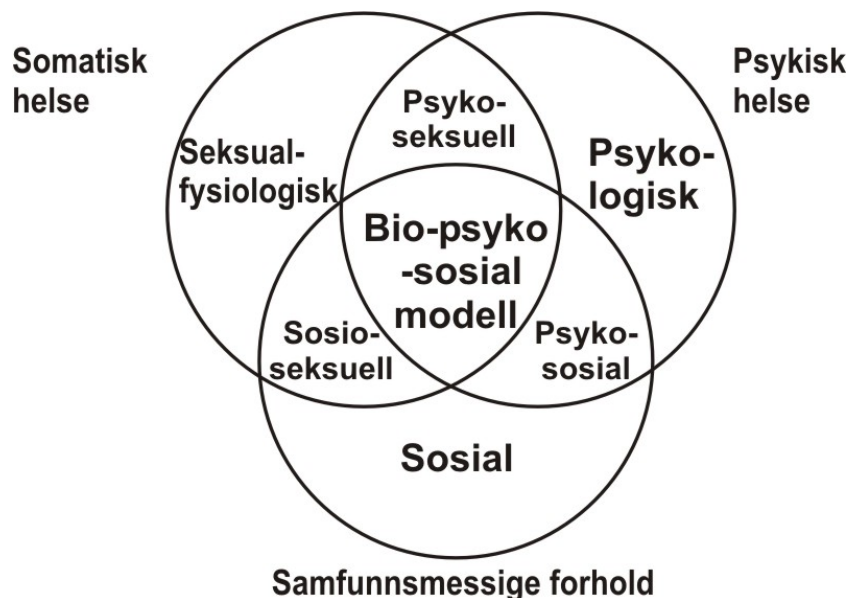 Somatisk
helse
Psykisk
helse
Psyko-
seksuell
Seksual-
fysiologisk
Psyko-
logisk
Bio-psyko
-sosial
modell
Sosio-
seksuell
Psyko-
sosial
Sosial
Samfunnsmessige forhold